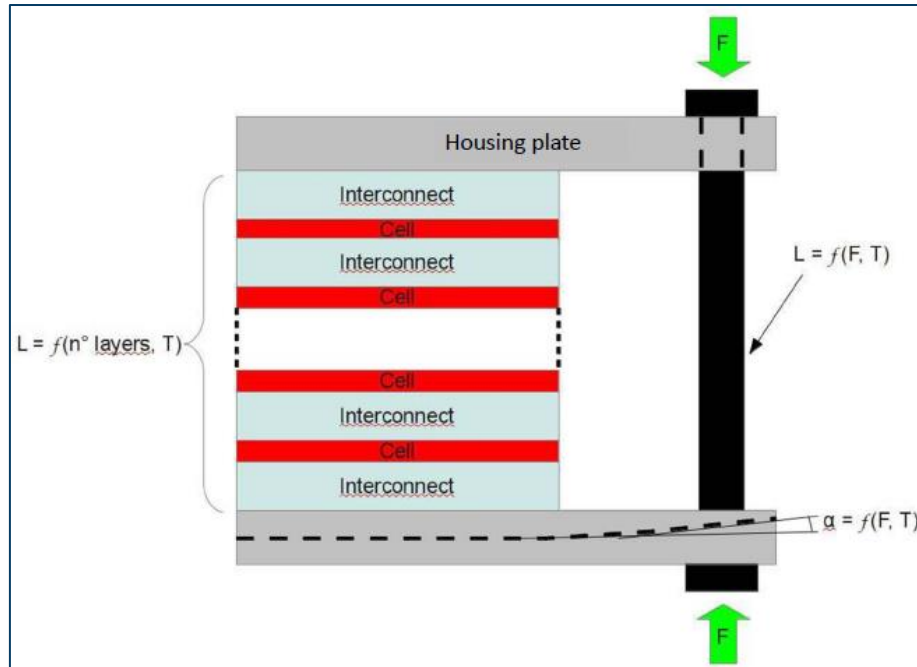 F
Housing plate
Interconnect
Cell
Interconnect
Cell
L = f(F, T)
L = f(n° layers, T)
Cell
Interconnect
Cell
Interconnect
α = f(F, T)
F